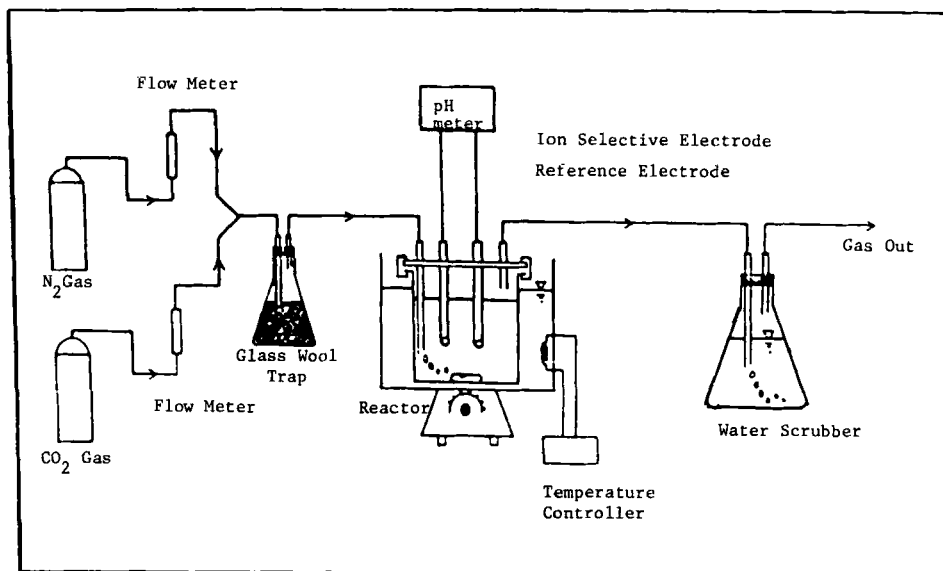 Flow Meter
pH
meter
Ion Selective Electrode
Reference Electrode
N2Gas
Gas Out
Glass Wool
Trap
Flow Meter
Reactor
Water Scrubber
CO2 Gas
Temperature
Controller